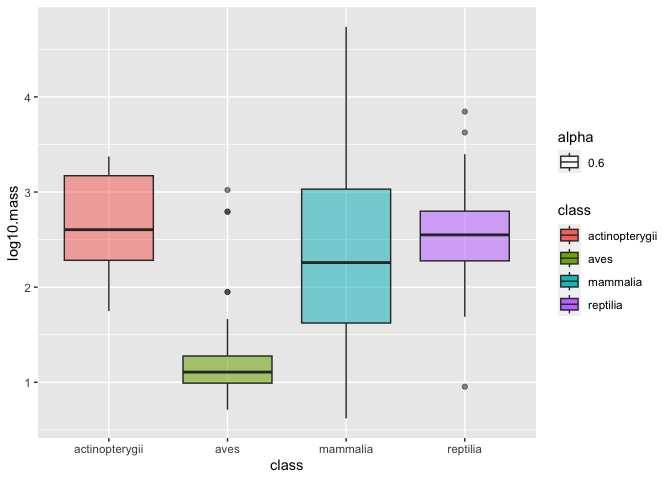 log10.mass
4
3
2
1
actinopterygii
aves
mammalia
reptilia
class
alpha
0.6
class
actinopterygii
aves
mammalia
reptilia